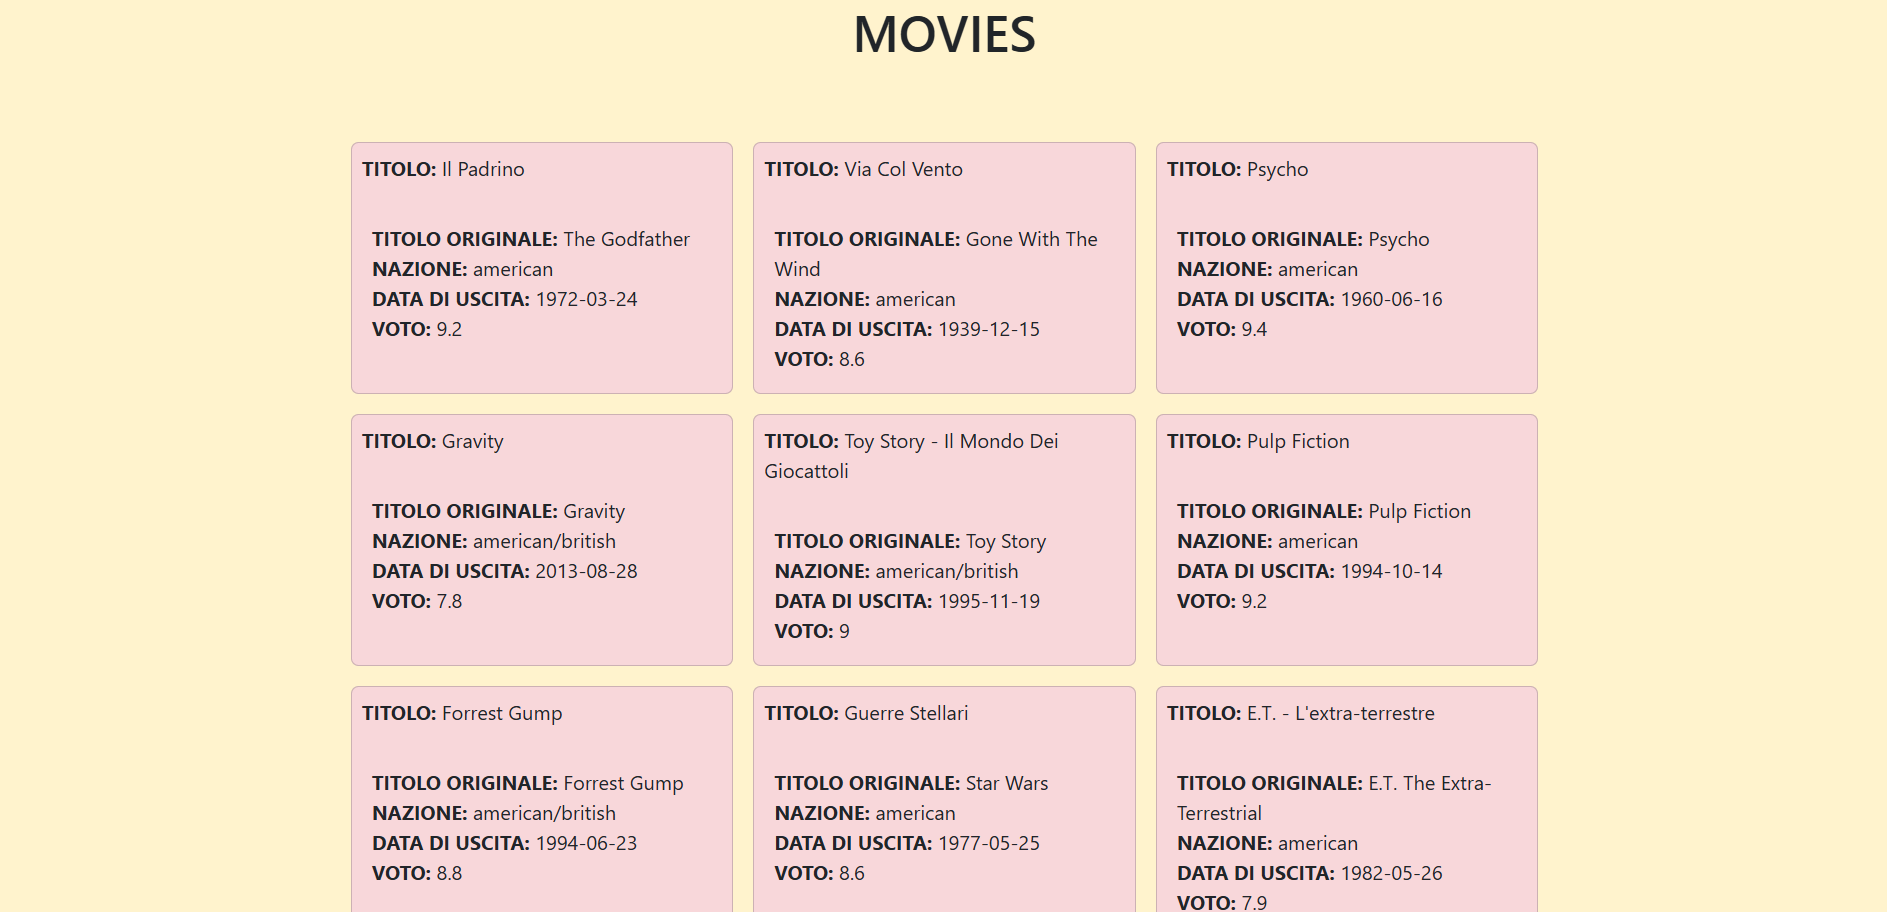 MOVIES
TITOLO: Il Padrino
TITOLO ORIGINALE: The Godfather
NAZIONE: american
DATA DI USCITA: 1972-03-24
VOTO: 9.2
TITOLO: Via Col Vento
TITOLO ORIGINALE: Gone With The
Wind
NAZIONE: american
DATA DI USCITA: 1939-12-15
VOTO: 8.6
TITOLO: Psycho
TITOLO ORIGINALE: Psycho
NAZIONE: american
DATA DI USCITA: 1960-06-16
VOTO: 9.4
TITOLO: Gravity
TITOLO ORIGINALE: Gravity
NAZIONE: american/british
DATA DI USCITA: 2013-08-28
VOTO: 7.8
TITOLO: Toy Story - Il Mondo Dei
Giocattoli
TITOLO ORIGINALE: Toy Story
NAZIONE: american/british
DATA DI USCITA: 1995-11-19
VOTO: 9
TITOLO: Pulp Fiction
TITOLO ORIGINALE: Pulp Fiction
NAZIONE: american
DATA DI USCITA: 1994-10-14
VOTO: 9.2
TITOLO: Forrest Gump
TITOLO ORIGINALE: Forrest Gump
NAZIONE: american/british
DATA DI USCITA: 1994-06-23
VOTO: 8.8
TITOLO: Guerre Stellari
TITOLO ORIGINALE: Star Wars
NAZIONE: american
DATA DI USCITA: 1977-05-25
VOTO: 8.6
TITOLO: E.T. - L'extra-terrestre
TITOLO ORIGINALE: E.T. The Extra-
Terrestrial
NAZIONE: american
DATA DI USCITA: 1982-05-26
VOTO: 7.9